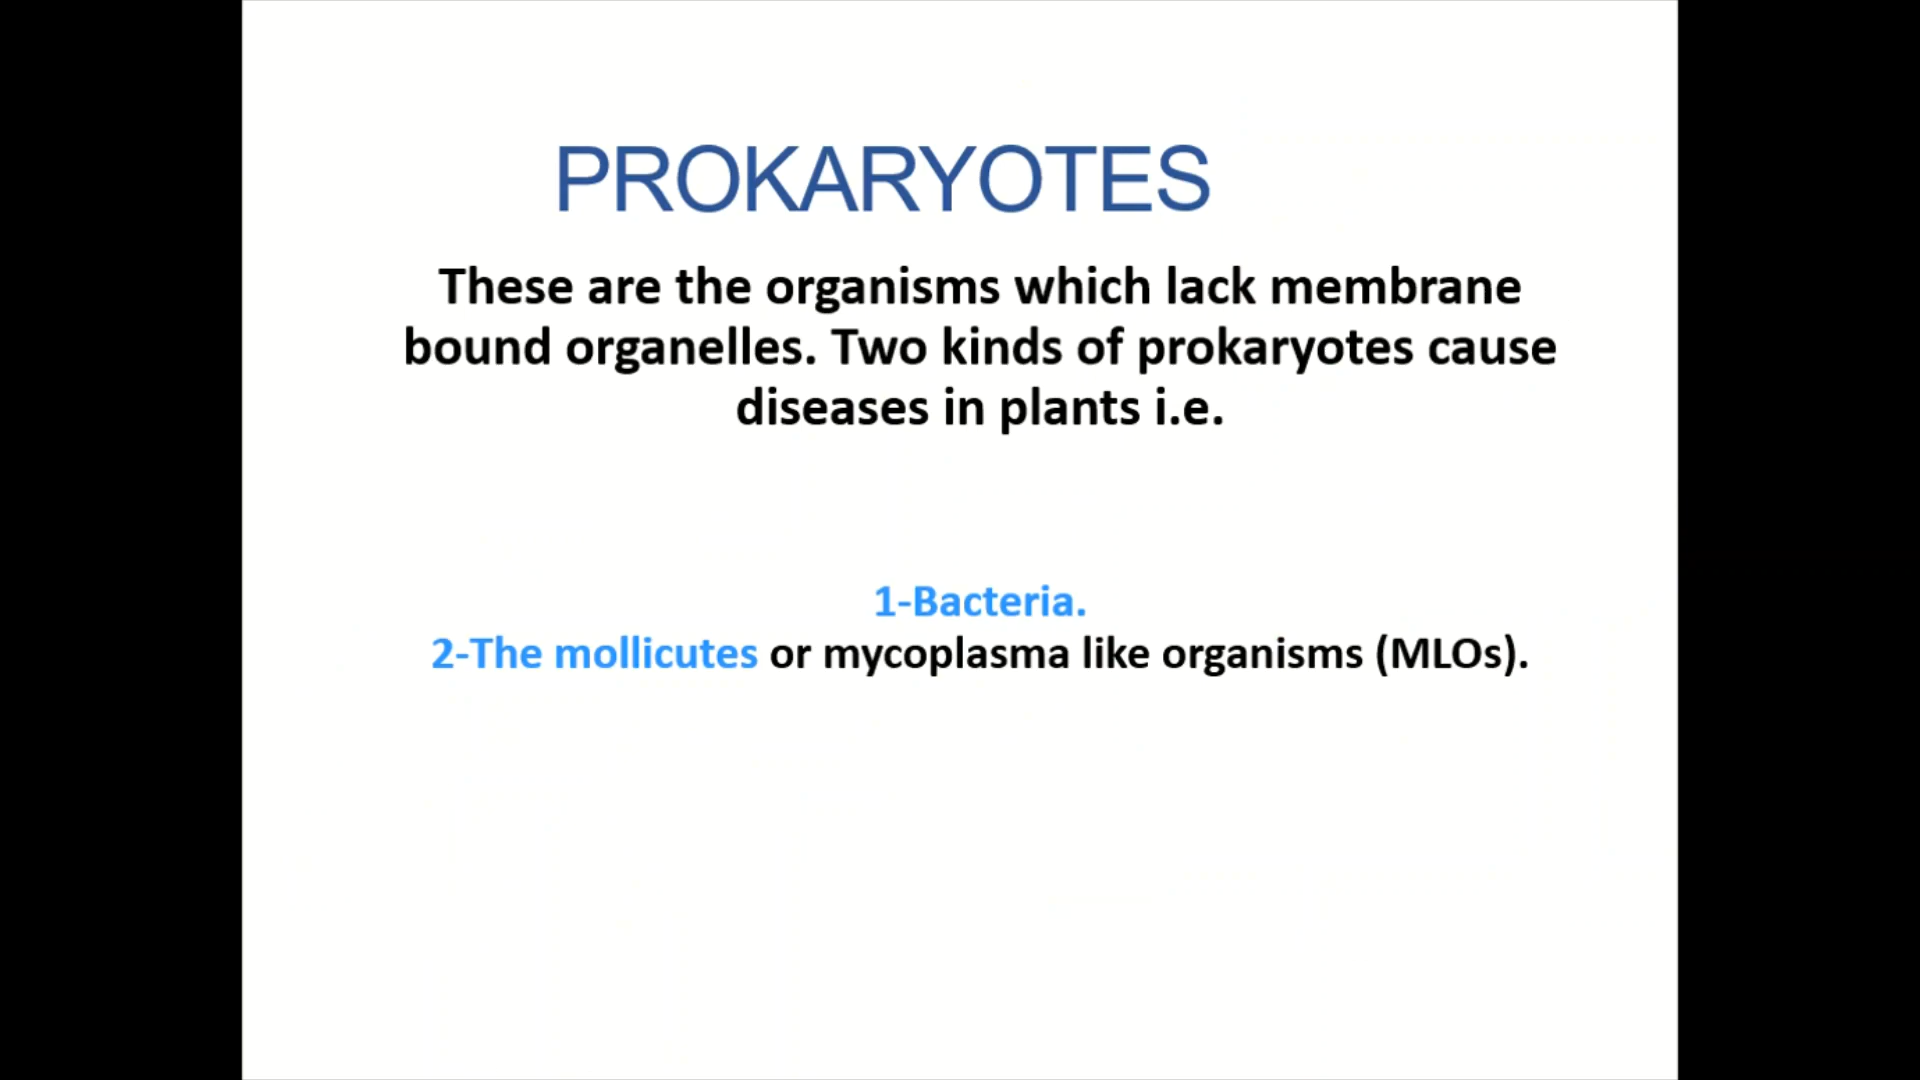 PROKARYOTES
These are the organisms which lack membrane
bound organelles. Two kinds of prokaryotes cause
diseases in plants i.e.
1-Bacteria.
2-The mollicutes or mycoplasma like organisms (MLOs).